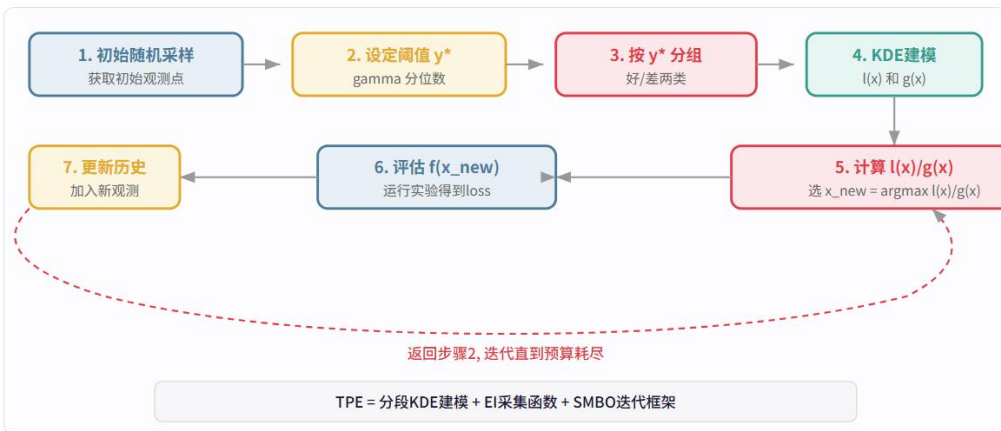 1. 初始随机采样
获取初始观测点
2. 设定阈值 y*
gamma 分位数
3. 按 y* 分组
好/差两类
4. KDE建模
l(x) 和 g(x)
5. 计算 l(x)/g(x)
选 x_new = argmax l(x)/g(x)
6. 评估 f(x_new)
运行实验得到loss
7. 更新历史
加入新观测
返回步骤2, 迭代直到预算耗尽
TPE = 分段KDE建模 + EI采集函数 + SMBO迭代框架